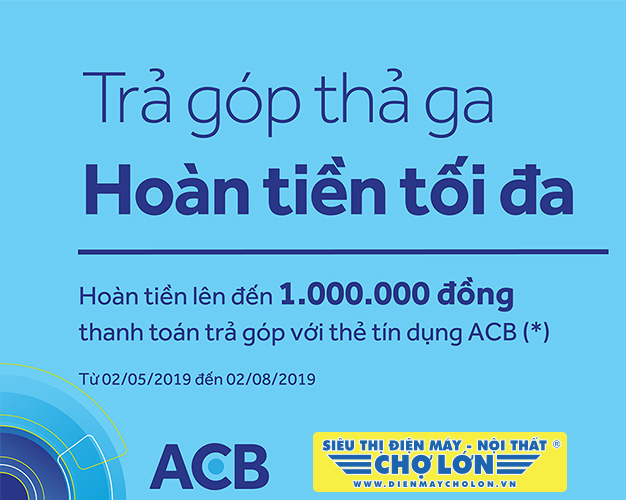 Trả góp thả ga
Hoàn tiền tối đa
Hoàn tiền lên đến 1.000.000 đồng
thanh toán trả góp với thẻ tín dụng ACB (*)
Từ 02/05/2019 đến 02/08/2019
ACB
SIÊU THỊ ĐIỆN MÁY - NỘI THẤT ®
CHỢ LỚN
WWW.DIENMAYCHOLON.VN